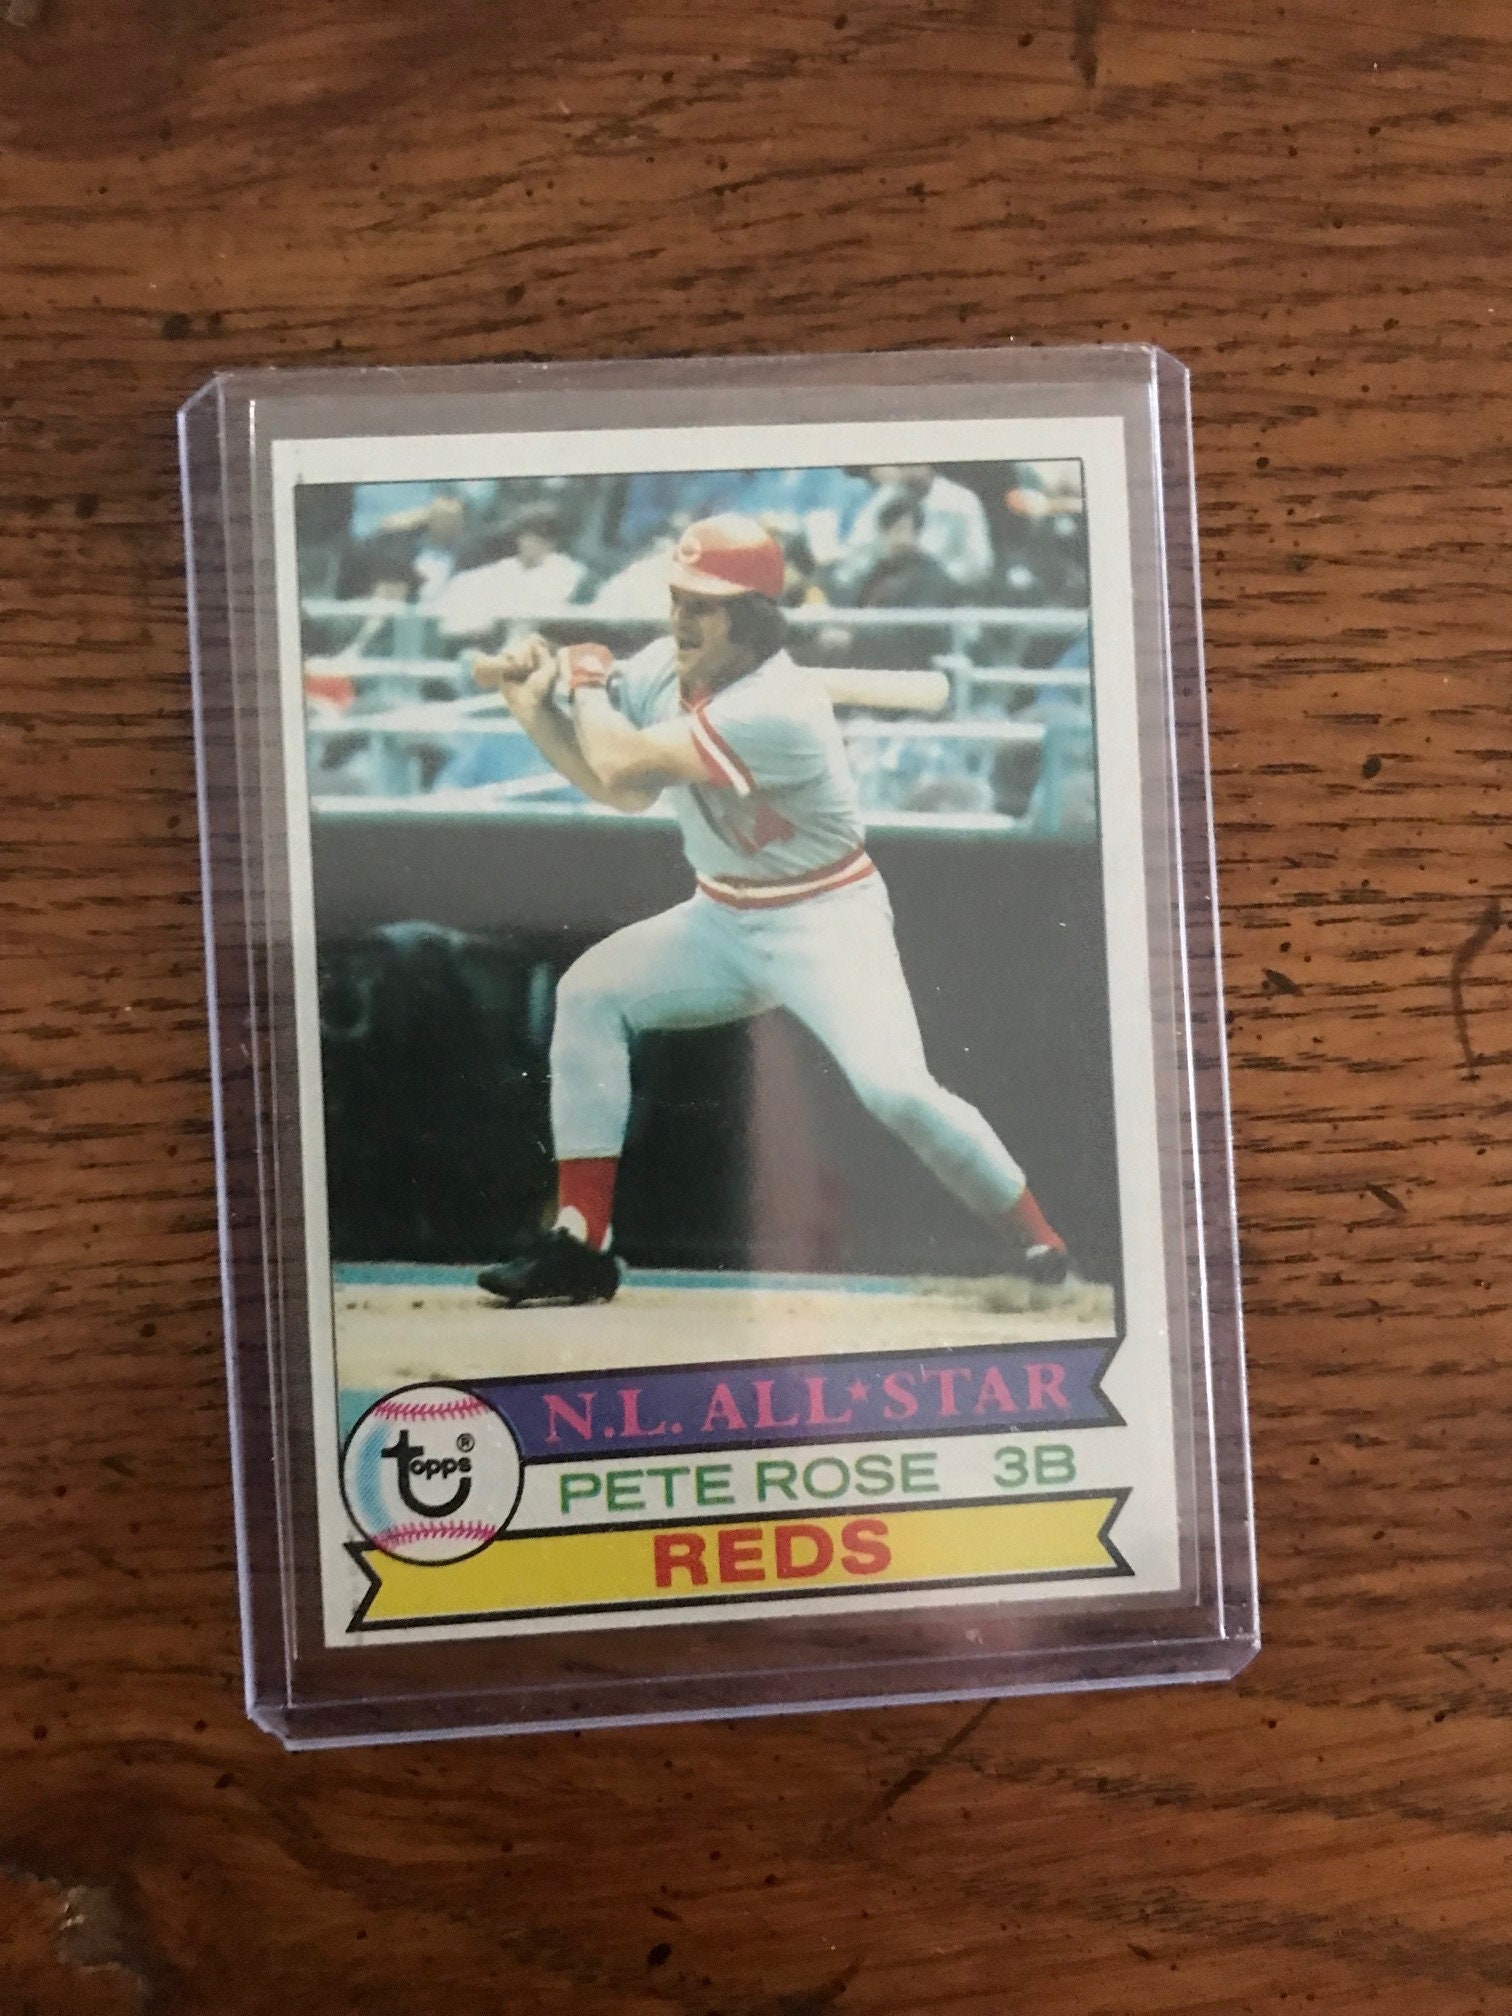 N.L. ALL★STAR
topps®
PETE ROSE 3B
REDS